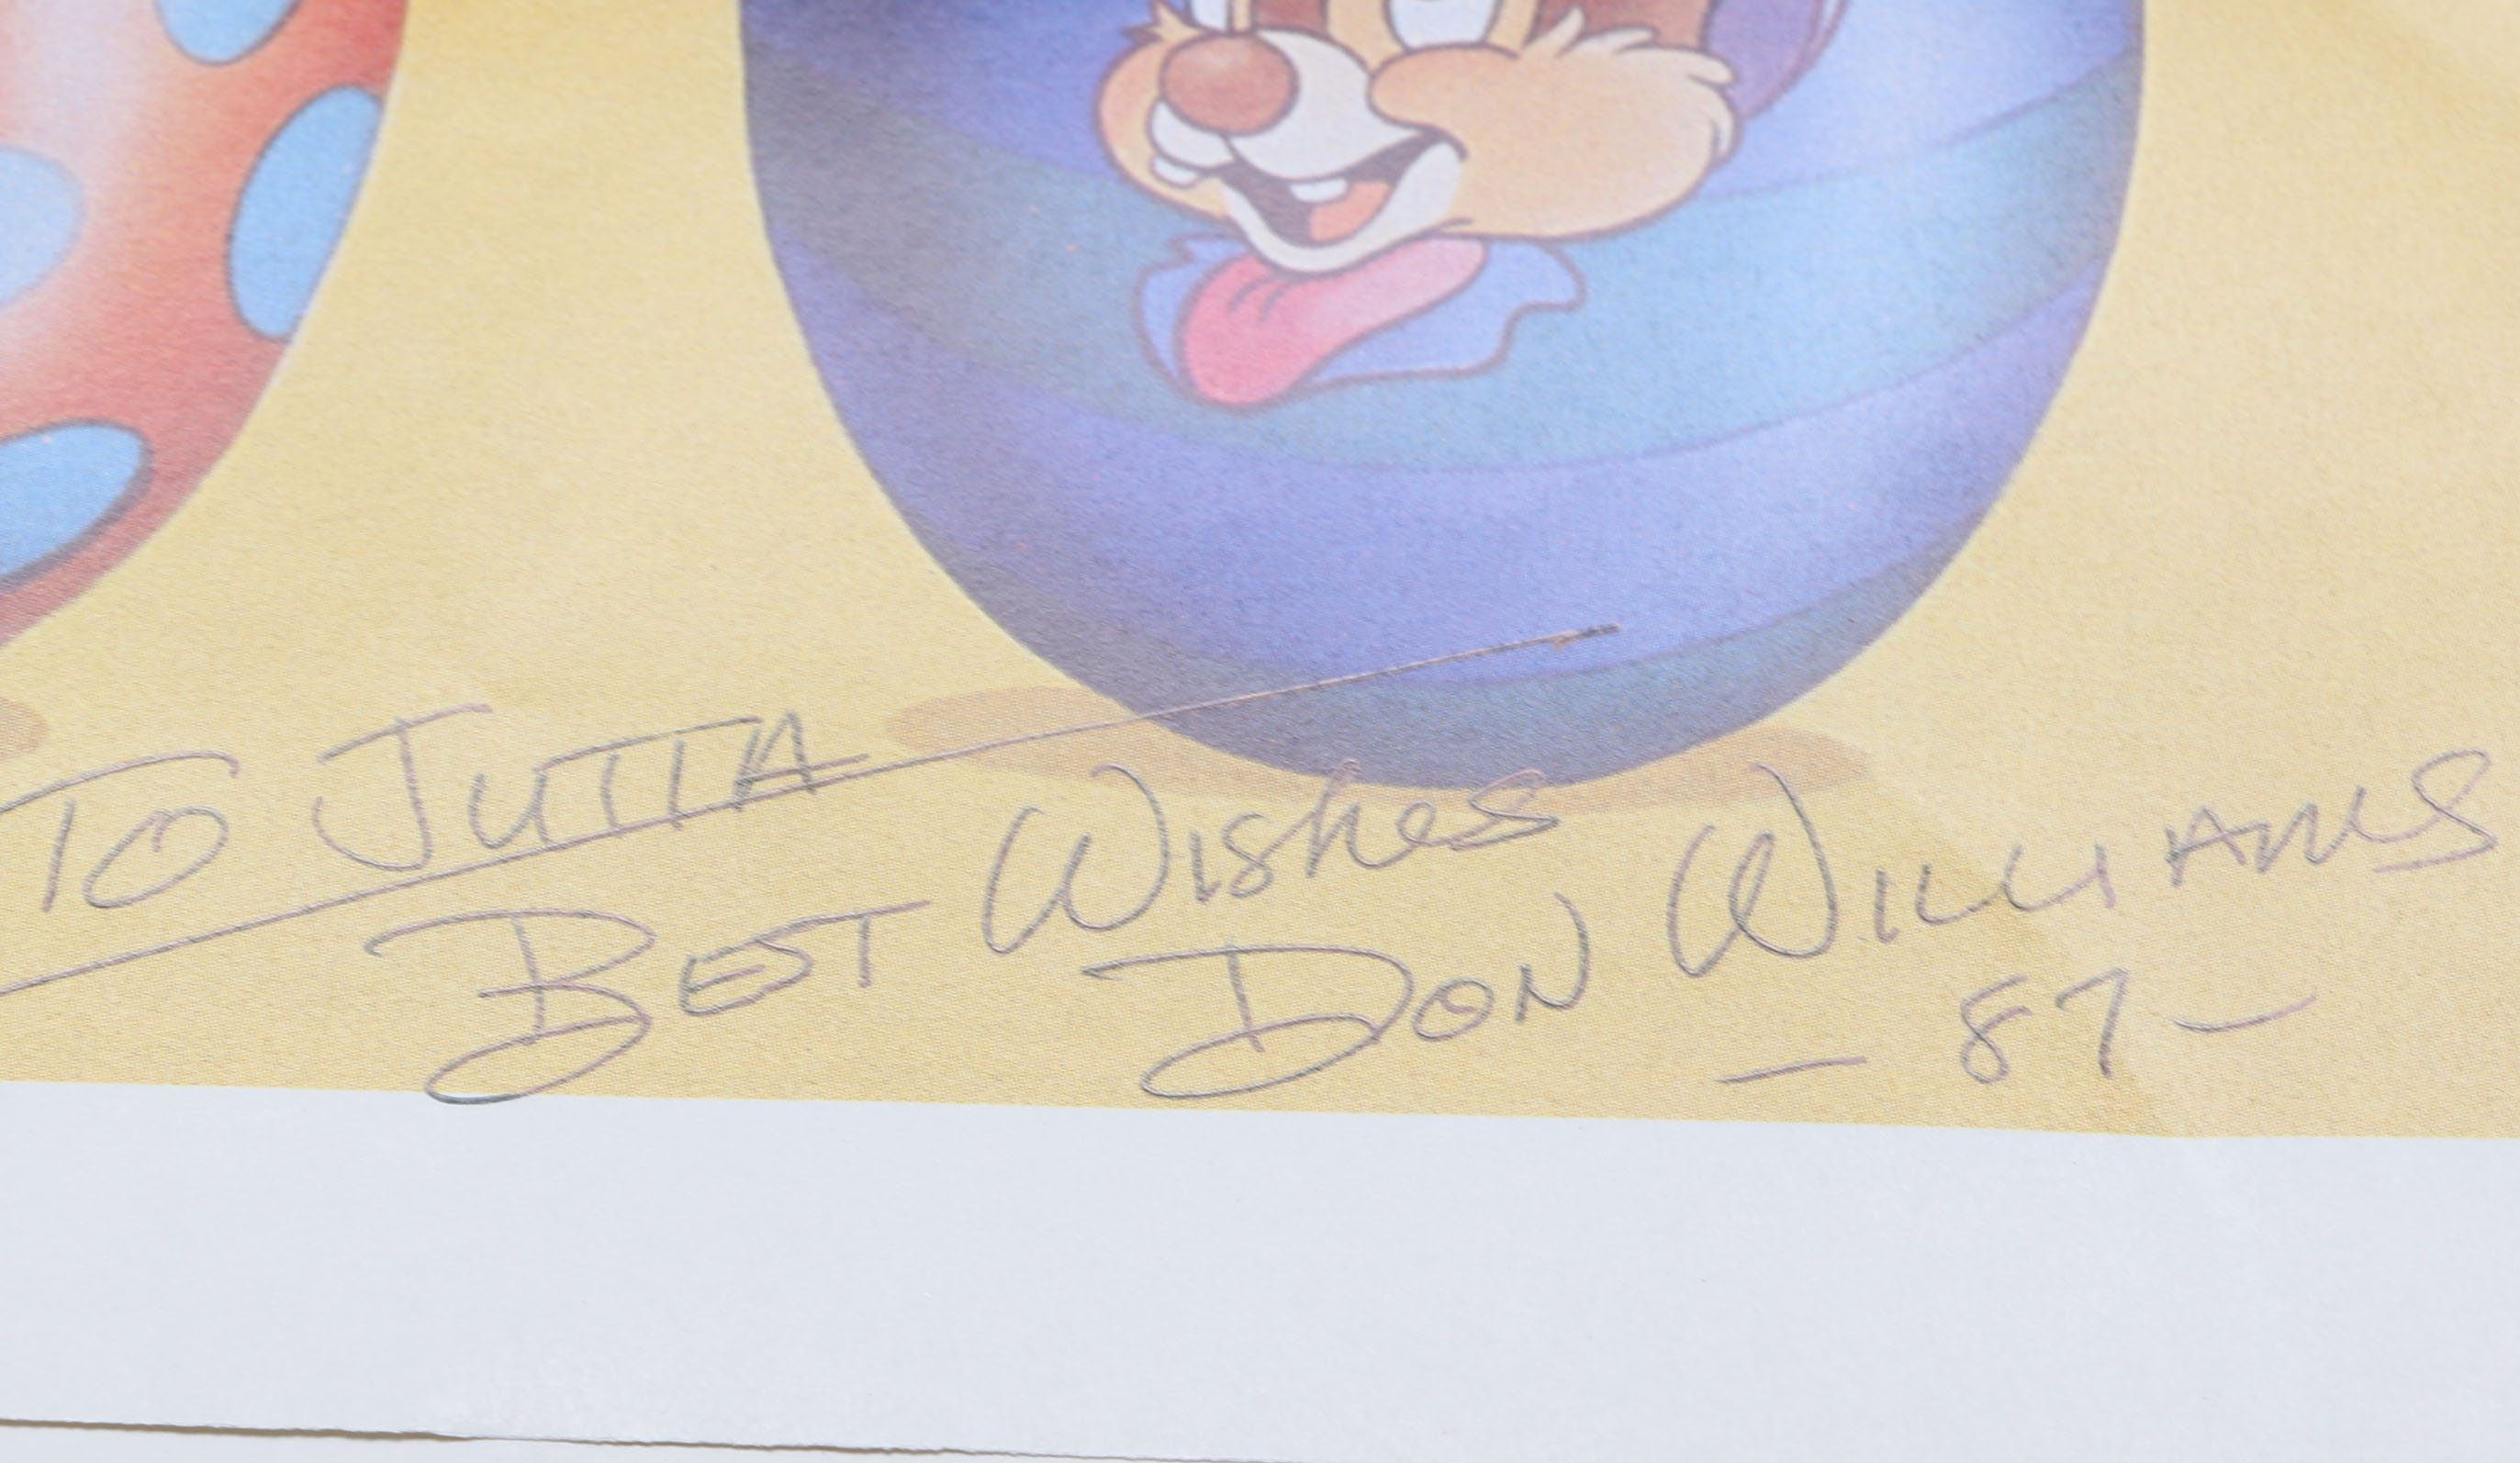 TO JUTTA
BEST Wishes
DON WILLIAMS
— 87 —